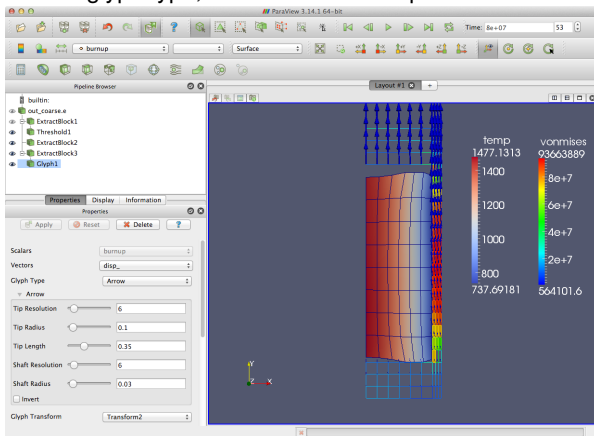 ParaView 3.14.1 64-bit
Time: 8e+07
53
burnup
Surface
Pipeline Browser
Layout #1
+
builtin:
out_coarse.e
ExtractBlock1
Threshold1
ExtractBlock2
ExtractBlock3
Glyph1
Properties Display Information
Properties
Apply Reset Delete ?
Scalars burnup
Vectors disp_
Glyph Type Arrow
Arrow
Tip Resolution 6
Tip Radius 0.1
Tip Length 0.35
Shaft Resolution 6
Shaft Radius 0.03
Invert
Glyph Transform Transform2
temp
1477.1313
1400
1200
1000
800
737.69181
vonmises
93663889
8e+7
6e+7
4e+7
2e+7
564101.6
Y
Z X